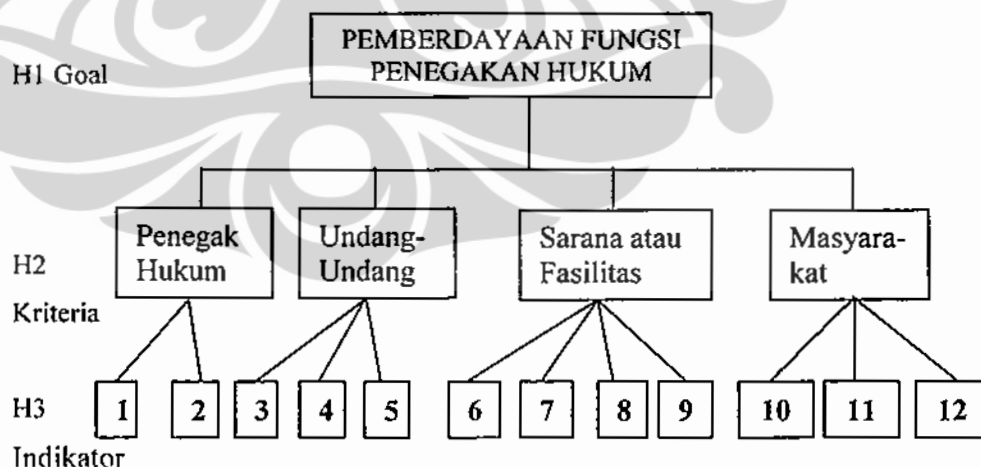 PEMBERDAYAAN FUNGSI
PENEGAKAN HUKUM
H1 Goal
Penegak
Hukum
Undang-
Undang
Sarana atau
Fasilitas
Masyara-
kat
H2
Kriteria
H3
1 2 3 4 5 6 7 8 9 10 11 12
Indikator